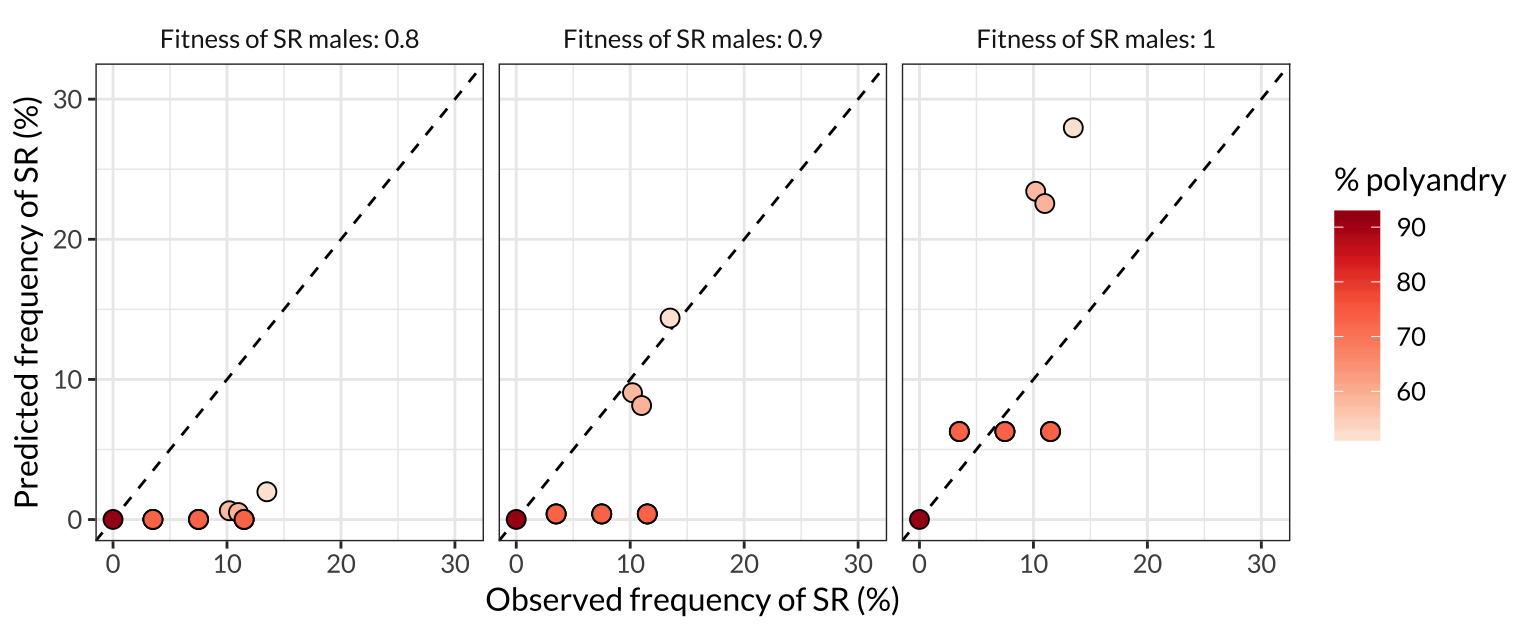 Fitness of SR males: 0.8
Fitness of SR males: 0.9
Fitness of SR males: 1
Predicted frequency of SR (%)
30
20
10
0
0 10 20 30
0 10 20 30
0 10 20 30
Observed frequency of SR (%)
% polyandry
90
80
70
60